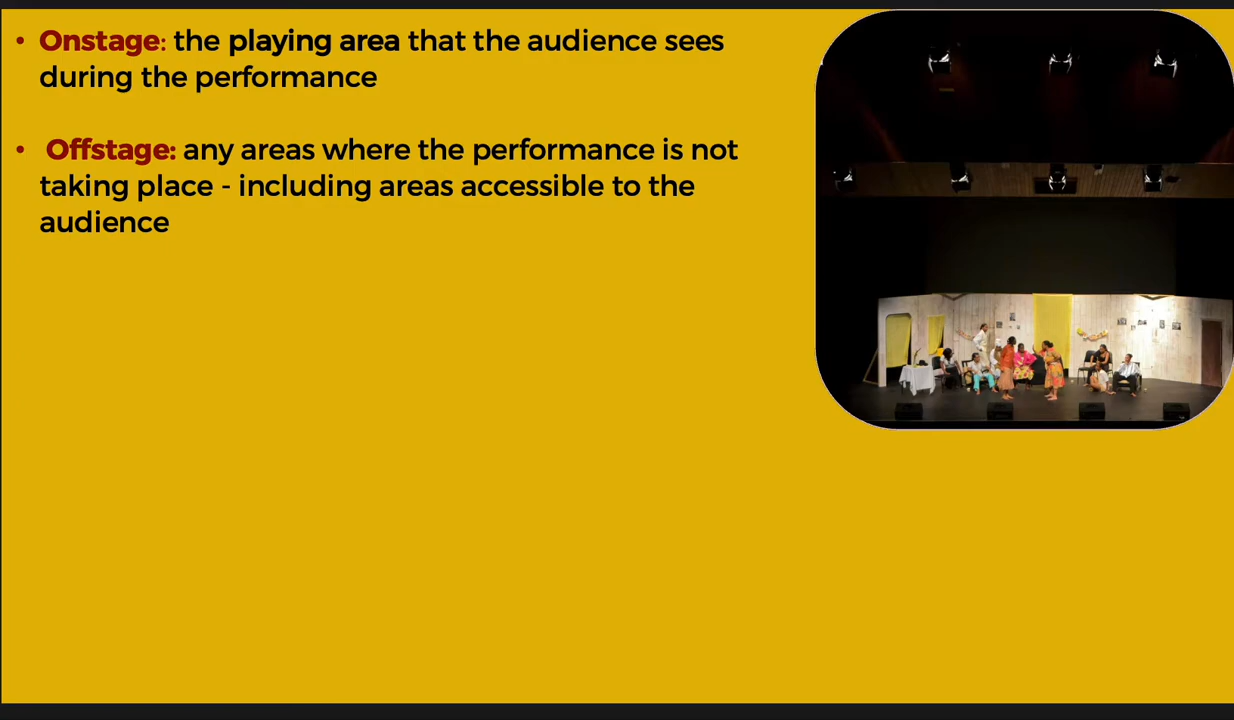 • Onstage: the playing area that the audience sees
during the performance
• Offstage: any areas where the performance is not
taking place - including areas accessible to the
audience